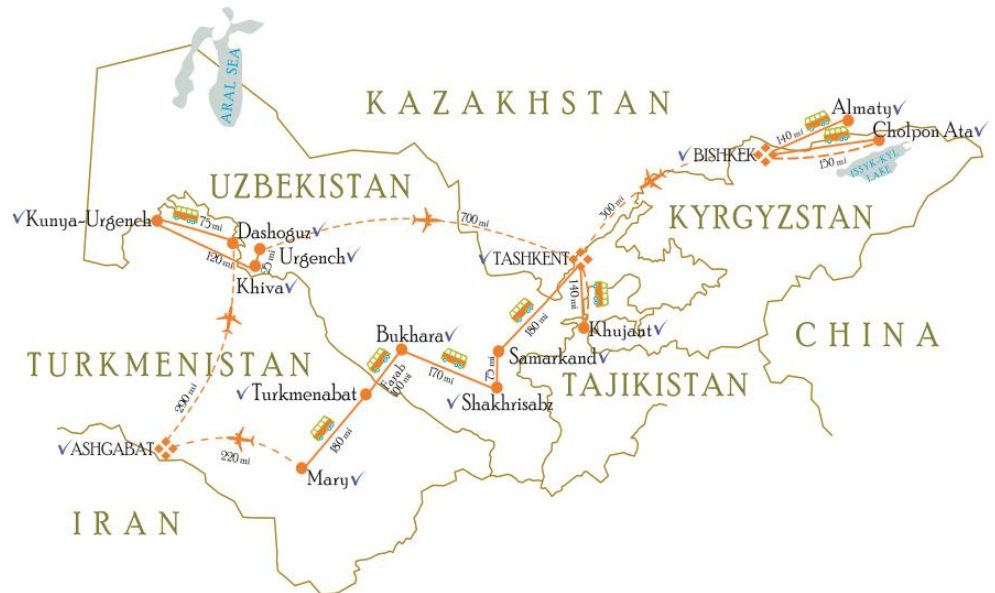 ARAL SEA
KAZAKHSTAN
Almaty
140 mi
Cholpon Ata
BISHKEK
150 mi
ISSYK-KYL
LAKE
UZBEKISTAN
300 mi
KYRGYZSTAN
Kunya-Urgench
75 mi
Dashoguz
700 mi
120 mi
Urgench
TASHKENT
Khiva
140 mi
180 mi
Khujant
CHINA
Bukhara
TURKMENISTAN
Samarkand
Farab
100 mi
170 mi
75 mi
TAJIKISTAN
Turkmenabat
Shakhrisabz
290 mi
180 mi
ASHGABAT
220 mi
Mary
IRAN